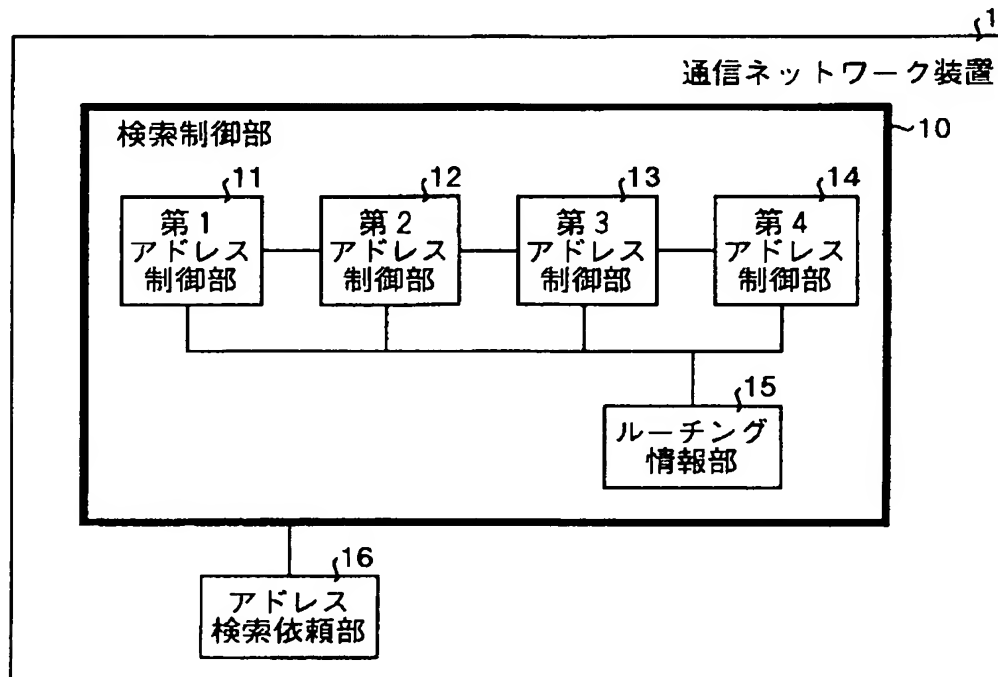 1
通信ネットワーク装置
10
検索制御部
11
第1
アドレス
制御部
12
第2
アドレス
制御部
13
第3
アドレス
制御部
14
第4
アドレス
制御部
15
ルーチング
情報部
16
アドレス
検索依頼部